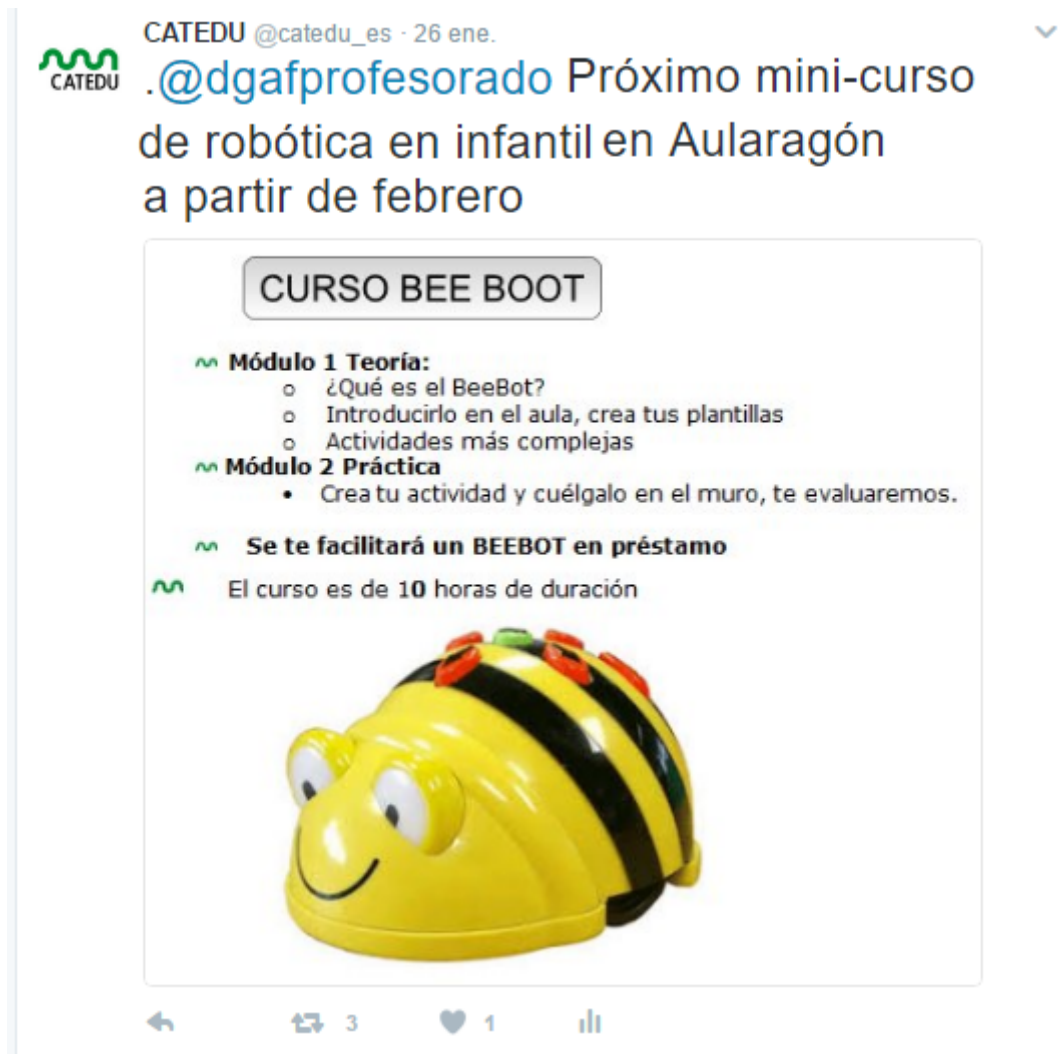 CATEDU @catedu_es · 26 ene.
CATEDU
.@dgafprofesorado Próximo mini-curso
de robótica en infantil en Aularagón
a partir de febrero
CURSO BEE BOOT
Módulo 1 Teoría:
o ¿Qué es el BeeBot?
o Introducirlo en el aula, crea tus plantillas
o Actividades más complejas
Módulo 2 Práctica
• Crea tu actividad y cuélgalo en el muro, te evaluaremos.
Se te facilitará un BEEBOT en préstamo
El curso es de 10 horas de duración
3 1